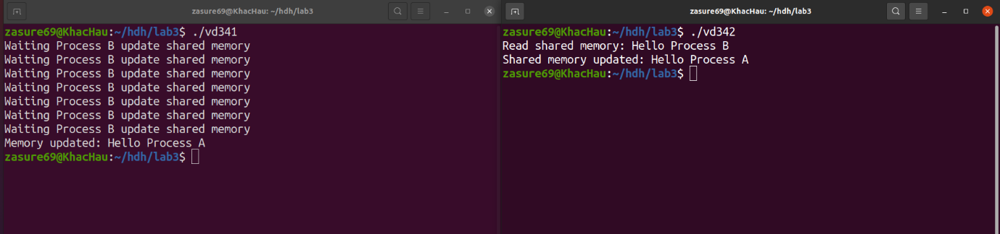 zasure69@KhacHau: ~/hdh/lab3
zasure69@KhacHau:~/hdh/lab3$ ./vd341
Waiting Process B update shared memory
Waiting Process B update shared memory
Waiting Process B update shared memory
Waiting Process B update shared memory
Waiting Process B update shared memory
Waiting Process B update shared memory
Waiting Process B update shared memory
Memory updated: Hello Process A
zasure69@KhacHau:~/hdh/lab3$
zasure69@KhacHau: ~/hdh/lab3
zasure69@KhacHau:~/hdh/lab3$ ./vd342
Read shared memory: Hello Process B
Shared memory updated: Hello Process A
zasure69@KhacHau:~/hdh/lab3$